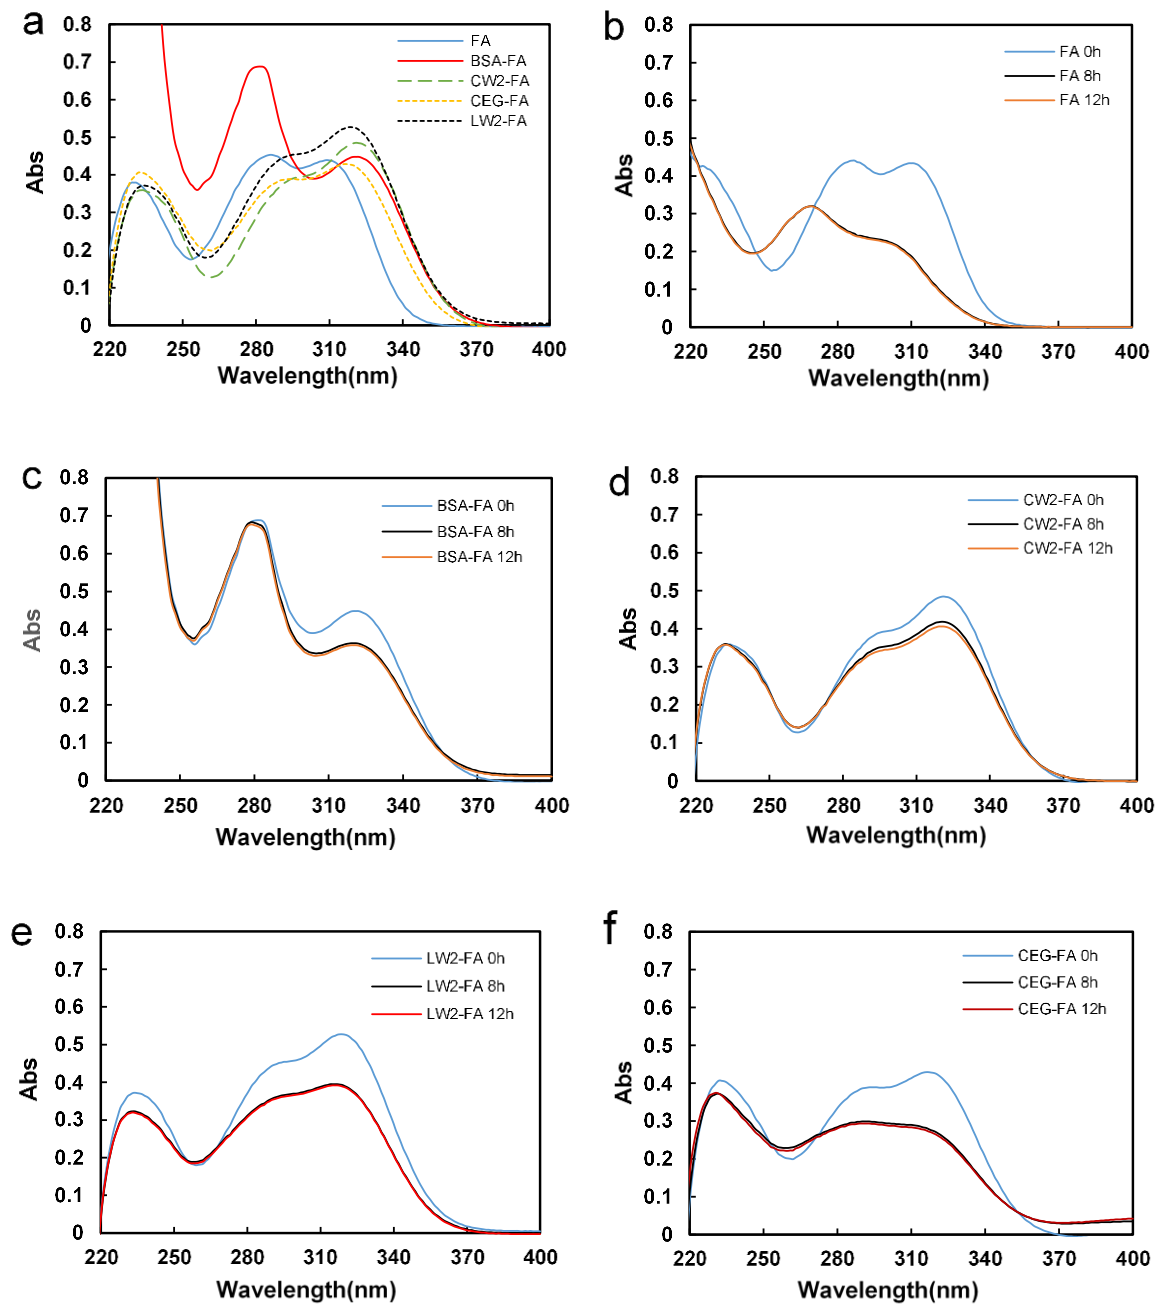 a
0.8
0.7
0.6
0.5
0.4
0.3
0.2
0.1
0
Abs
FA
BSA-FA
CW2-FA
CEG-FA
LW2-FA
220 250 280 310 340 370 400
Wavelength(nm)
b
0.8
0.7
0.6
0.5
0.4
0.3
0.2
0.1
0
Abs
FA 0h
FA 8h
FA 12h
220 250 280 310 340 370 400
Wavelength(nm)
c
0.8
0.7
0.6
0.5
0.4
0.3
0.2
0.1
0
Abs
BSA-FA 0h
BSA-FA 8h
BSA-FA 12h
220 250 280 310 340 370 400
Wavelength(nm)
d
0.8
0.7
0.6
0.5
0.4
0.3
0.2
0.1
0
Abs
CW2-FA 0h
CW2-FA 8h
CW2-FA 12h
220 250 280 310 340 370 400
Wavelength(nm)
e
0.8
0.7
0.6
0.5
0.4
0.3
0.2
0.1
0
Abs
LW2-FA 0h
LW2-FA 8h
LW2-FA 12h
220 250 280 310 340 370 400
Wavelength(nm)
f
0.8
0.7
0.6
0.5
0.4
0.3
0.2
0.1
0
Abs
CEG-FA 0h
CEG-FA 8h
CEG-FA 12h
220 250 280 310 340 370 400
Wavelength(nm)